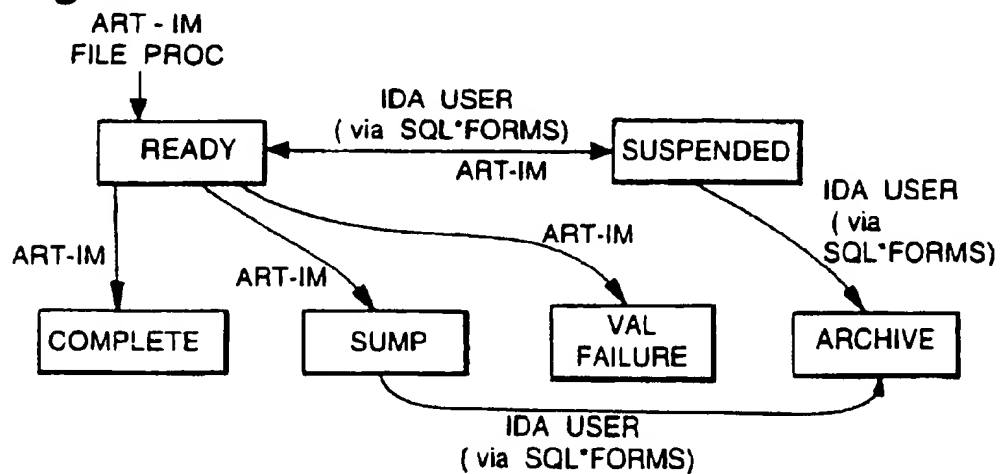 ART - IM
FILE PROC
IDA USER
( via SQL*FORMS)
READY
SUSPENDED
ART-IM
IDA USER
( via
SQL*FORMS)
ART-IM
ART-IM
ART-IM
COMPLETE
SUMP
VAL
FAILURE
ARCHIVE
IDA USER
( via SQL*FORMS)